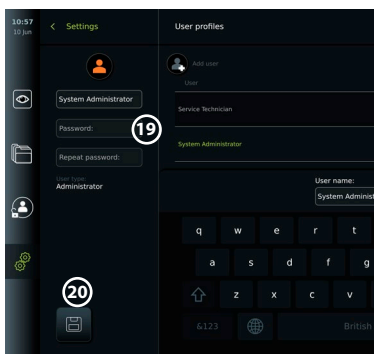 10:57
10 Jun
Settings
User profiles
Add user
User
System Administrator
Service Technician
Password:
19
System Administrator
Repeat password:
User type:
Administrator
User name:
System Administ
q w e r t
a s d f g
20
z x c v
&123
British